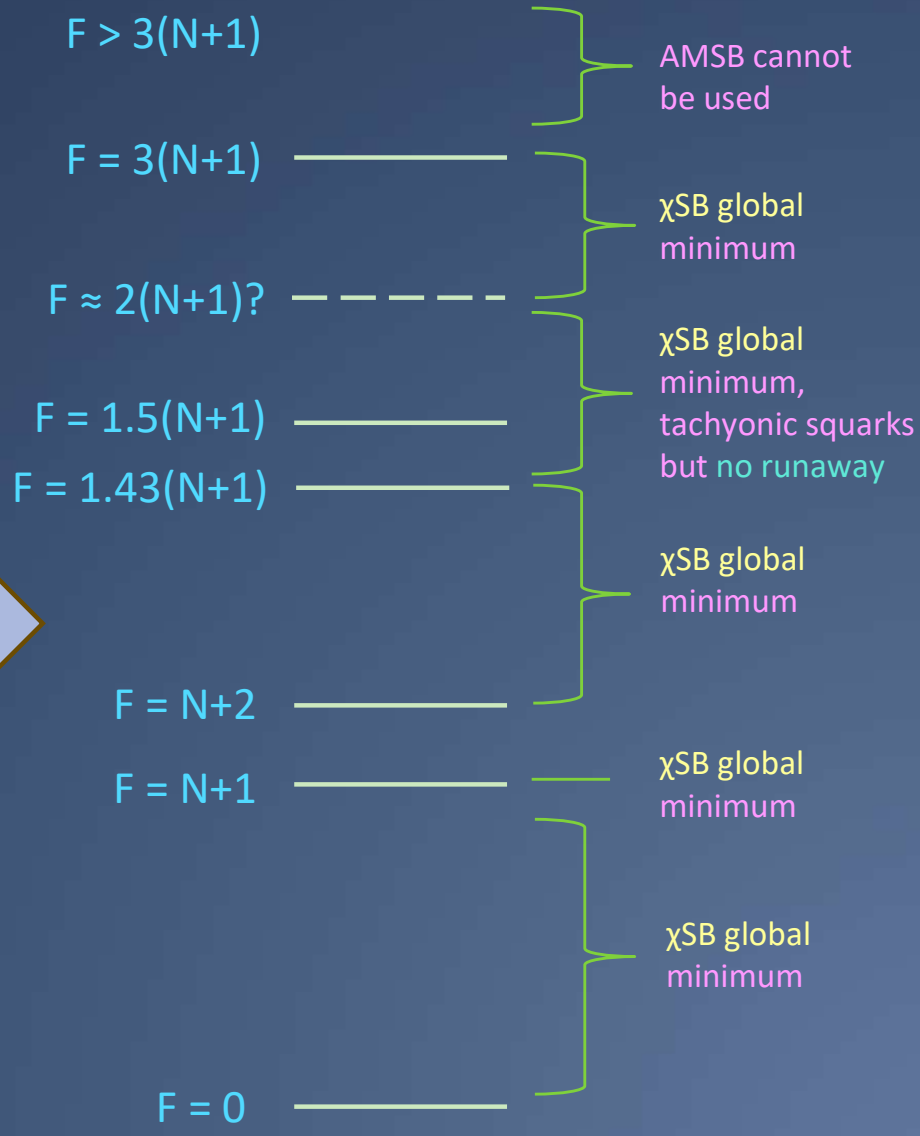 F > 3(N+1)
AMSB cannot
be used
F = 3(N+1)
χSB global
minimum
F ≈ 2(N+1)?
χSB global
minimum,
tachyonic squarks
but no runaway
F = 1.5(N+1)
F = 1.43(N+1)
χSB global
minimum
F = N+2
F = N+1
χSB global
minimum
χSB global
minimum
F = 0